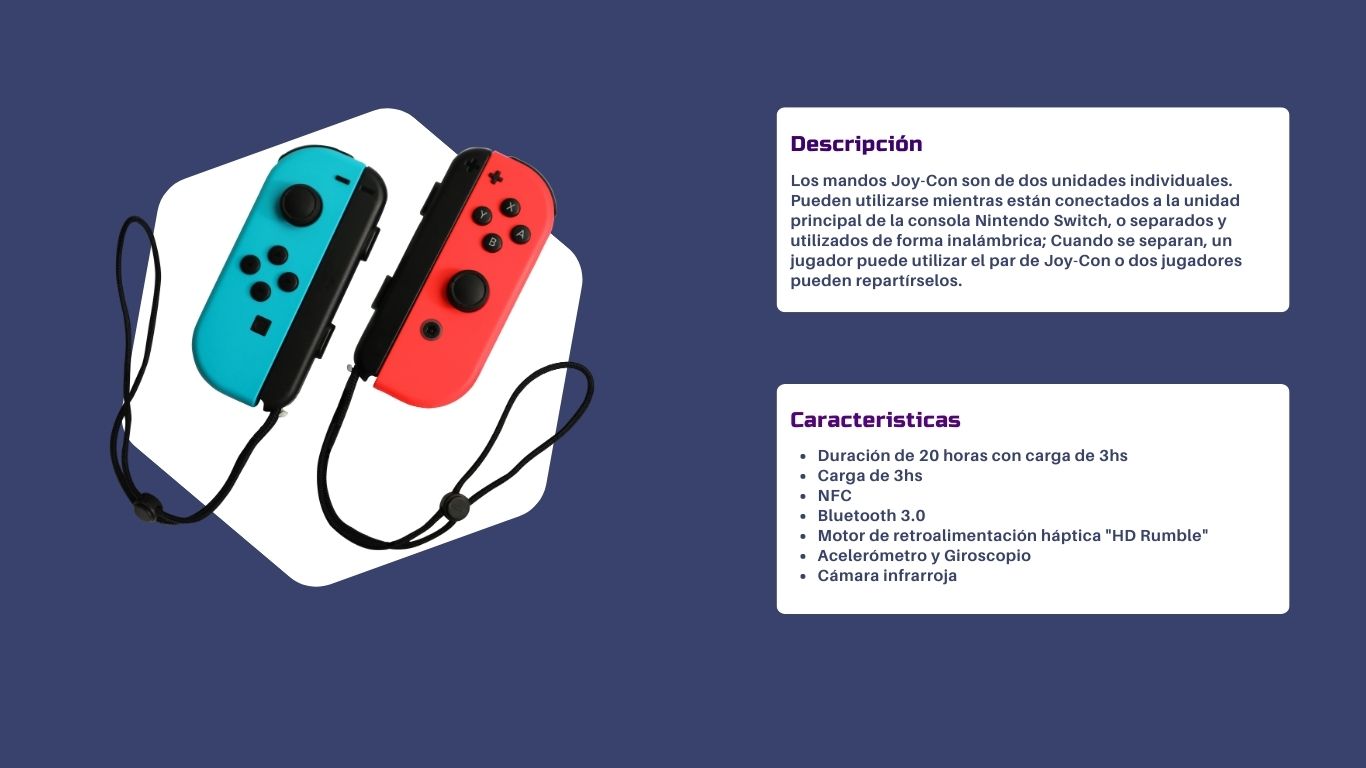 Descripción
Los mandos Joy-Con son de dos unidades individuales.
Pueden utilizarse mientras están conectados a la unidad
principal de la consola Nintendo Switch, o separados y
utilizados de forma inalámbrica; Cuando se separan, un
jugador puede utilizar el par de Joy-Con o dos jugadores
pueden repartírselos.
Caracteristicas
• Duración de 20 horas con carga de 3hs
• Carga de 3hs
• NFC
• Bluetooth 3.0
• Motor de retroalimentación háptica "HD Rumble"
• Acelerómetro y Giroscopio
• Cámara infrarroja
X
Y
A
B